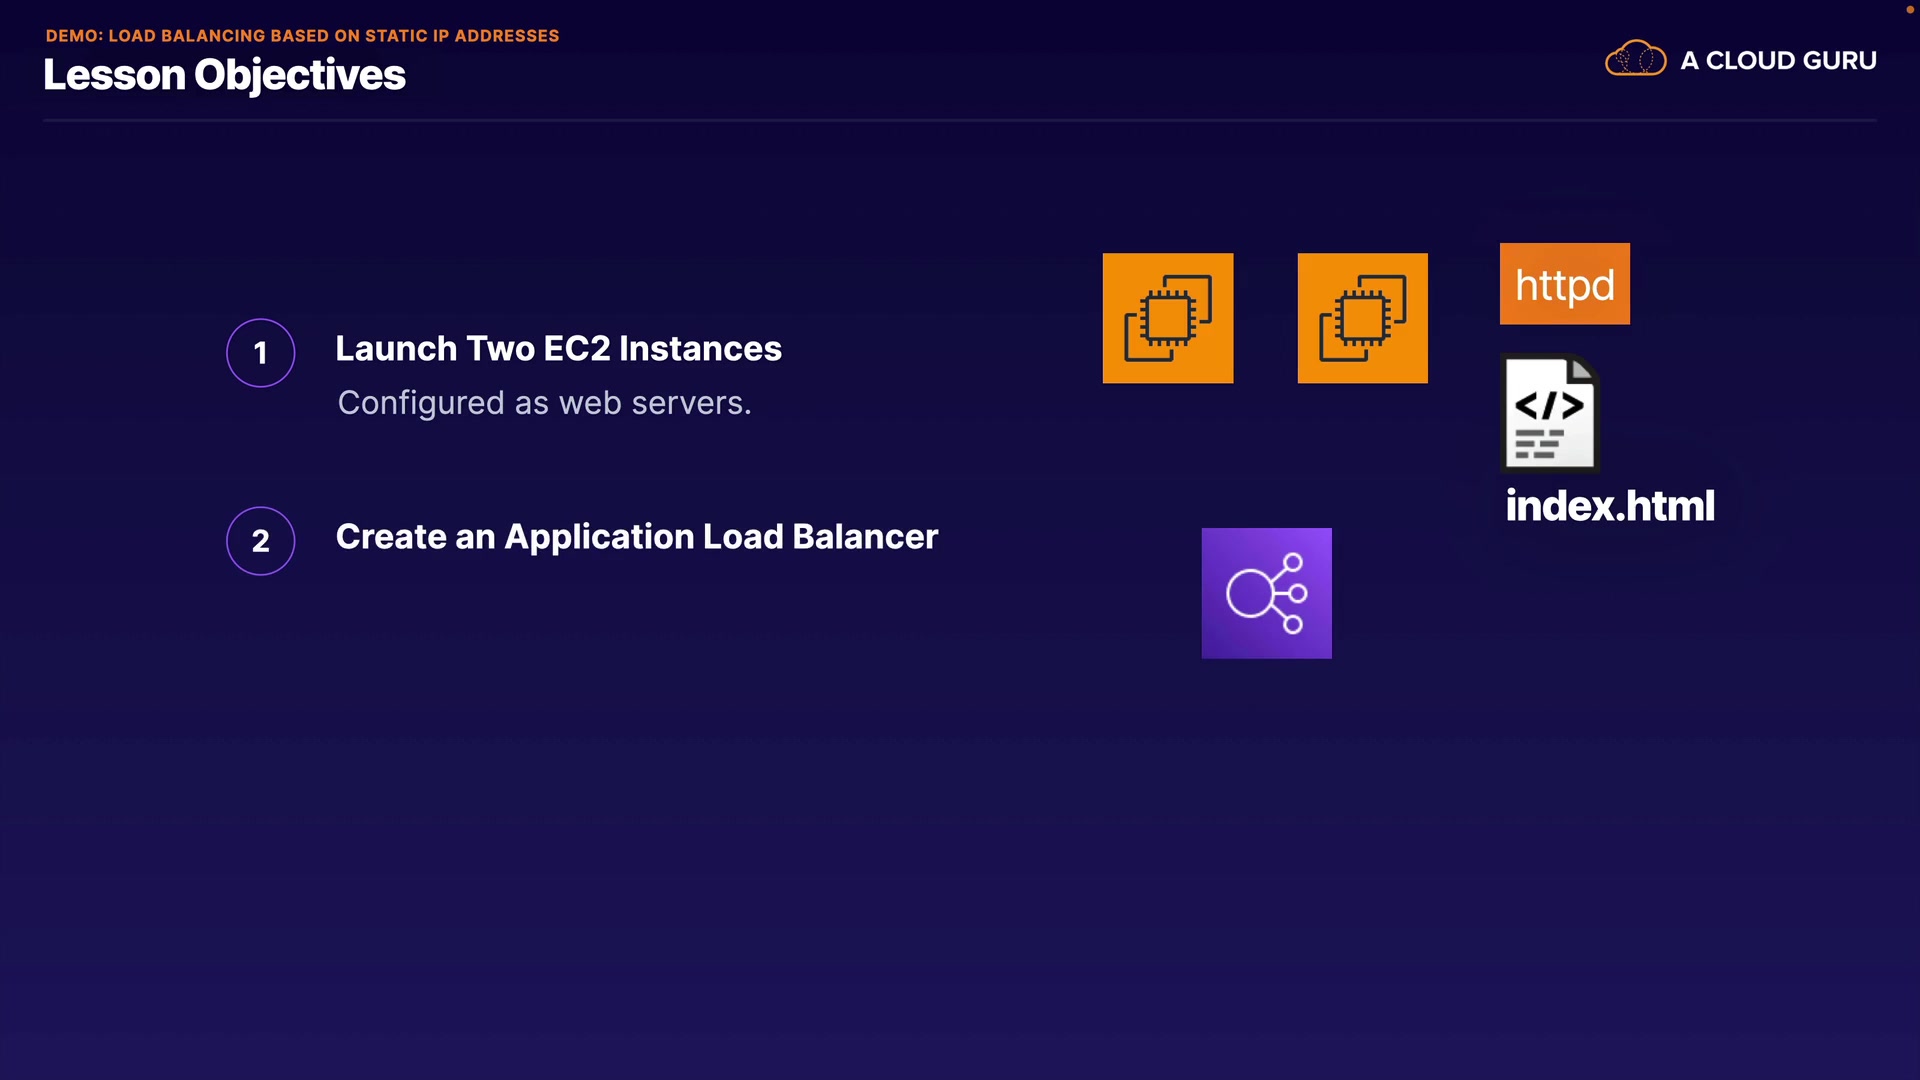 DEMO: LOAD BALANCING BASED ON STATIC IP ADDRESSES
Lesson Objectives
A CLOUD GURU
1
Launch Two EC2 Instances
Configured as web servers.
httpd
</>
index.html
2
Create an Application Load Balancer